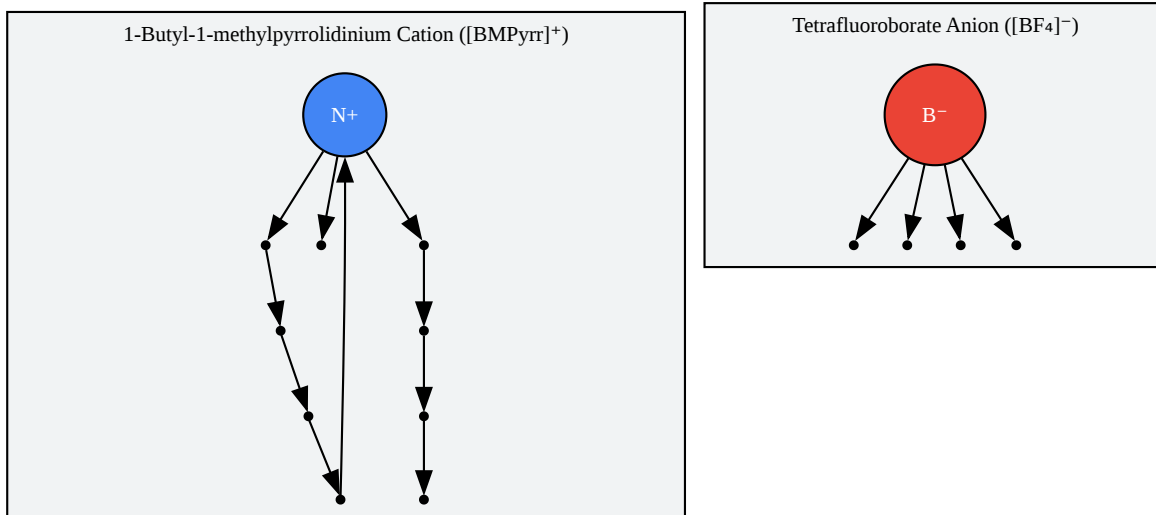 1-Butyl-1-methylpyrrolidinium Cation ([BMPyrr]⁺)
N+
Tetrafluoroborate Anion ([BF₄]⁻)
B⁻